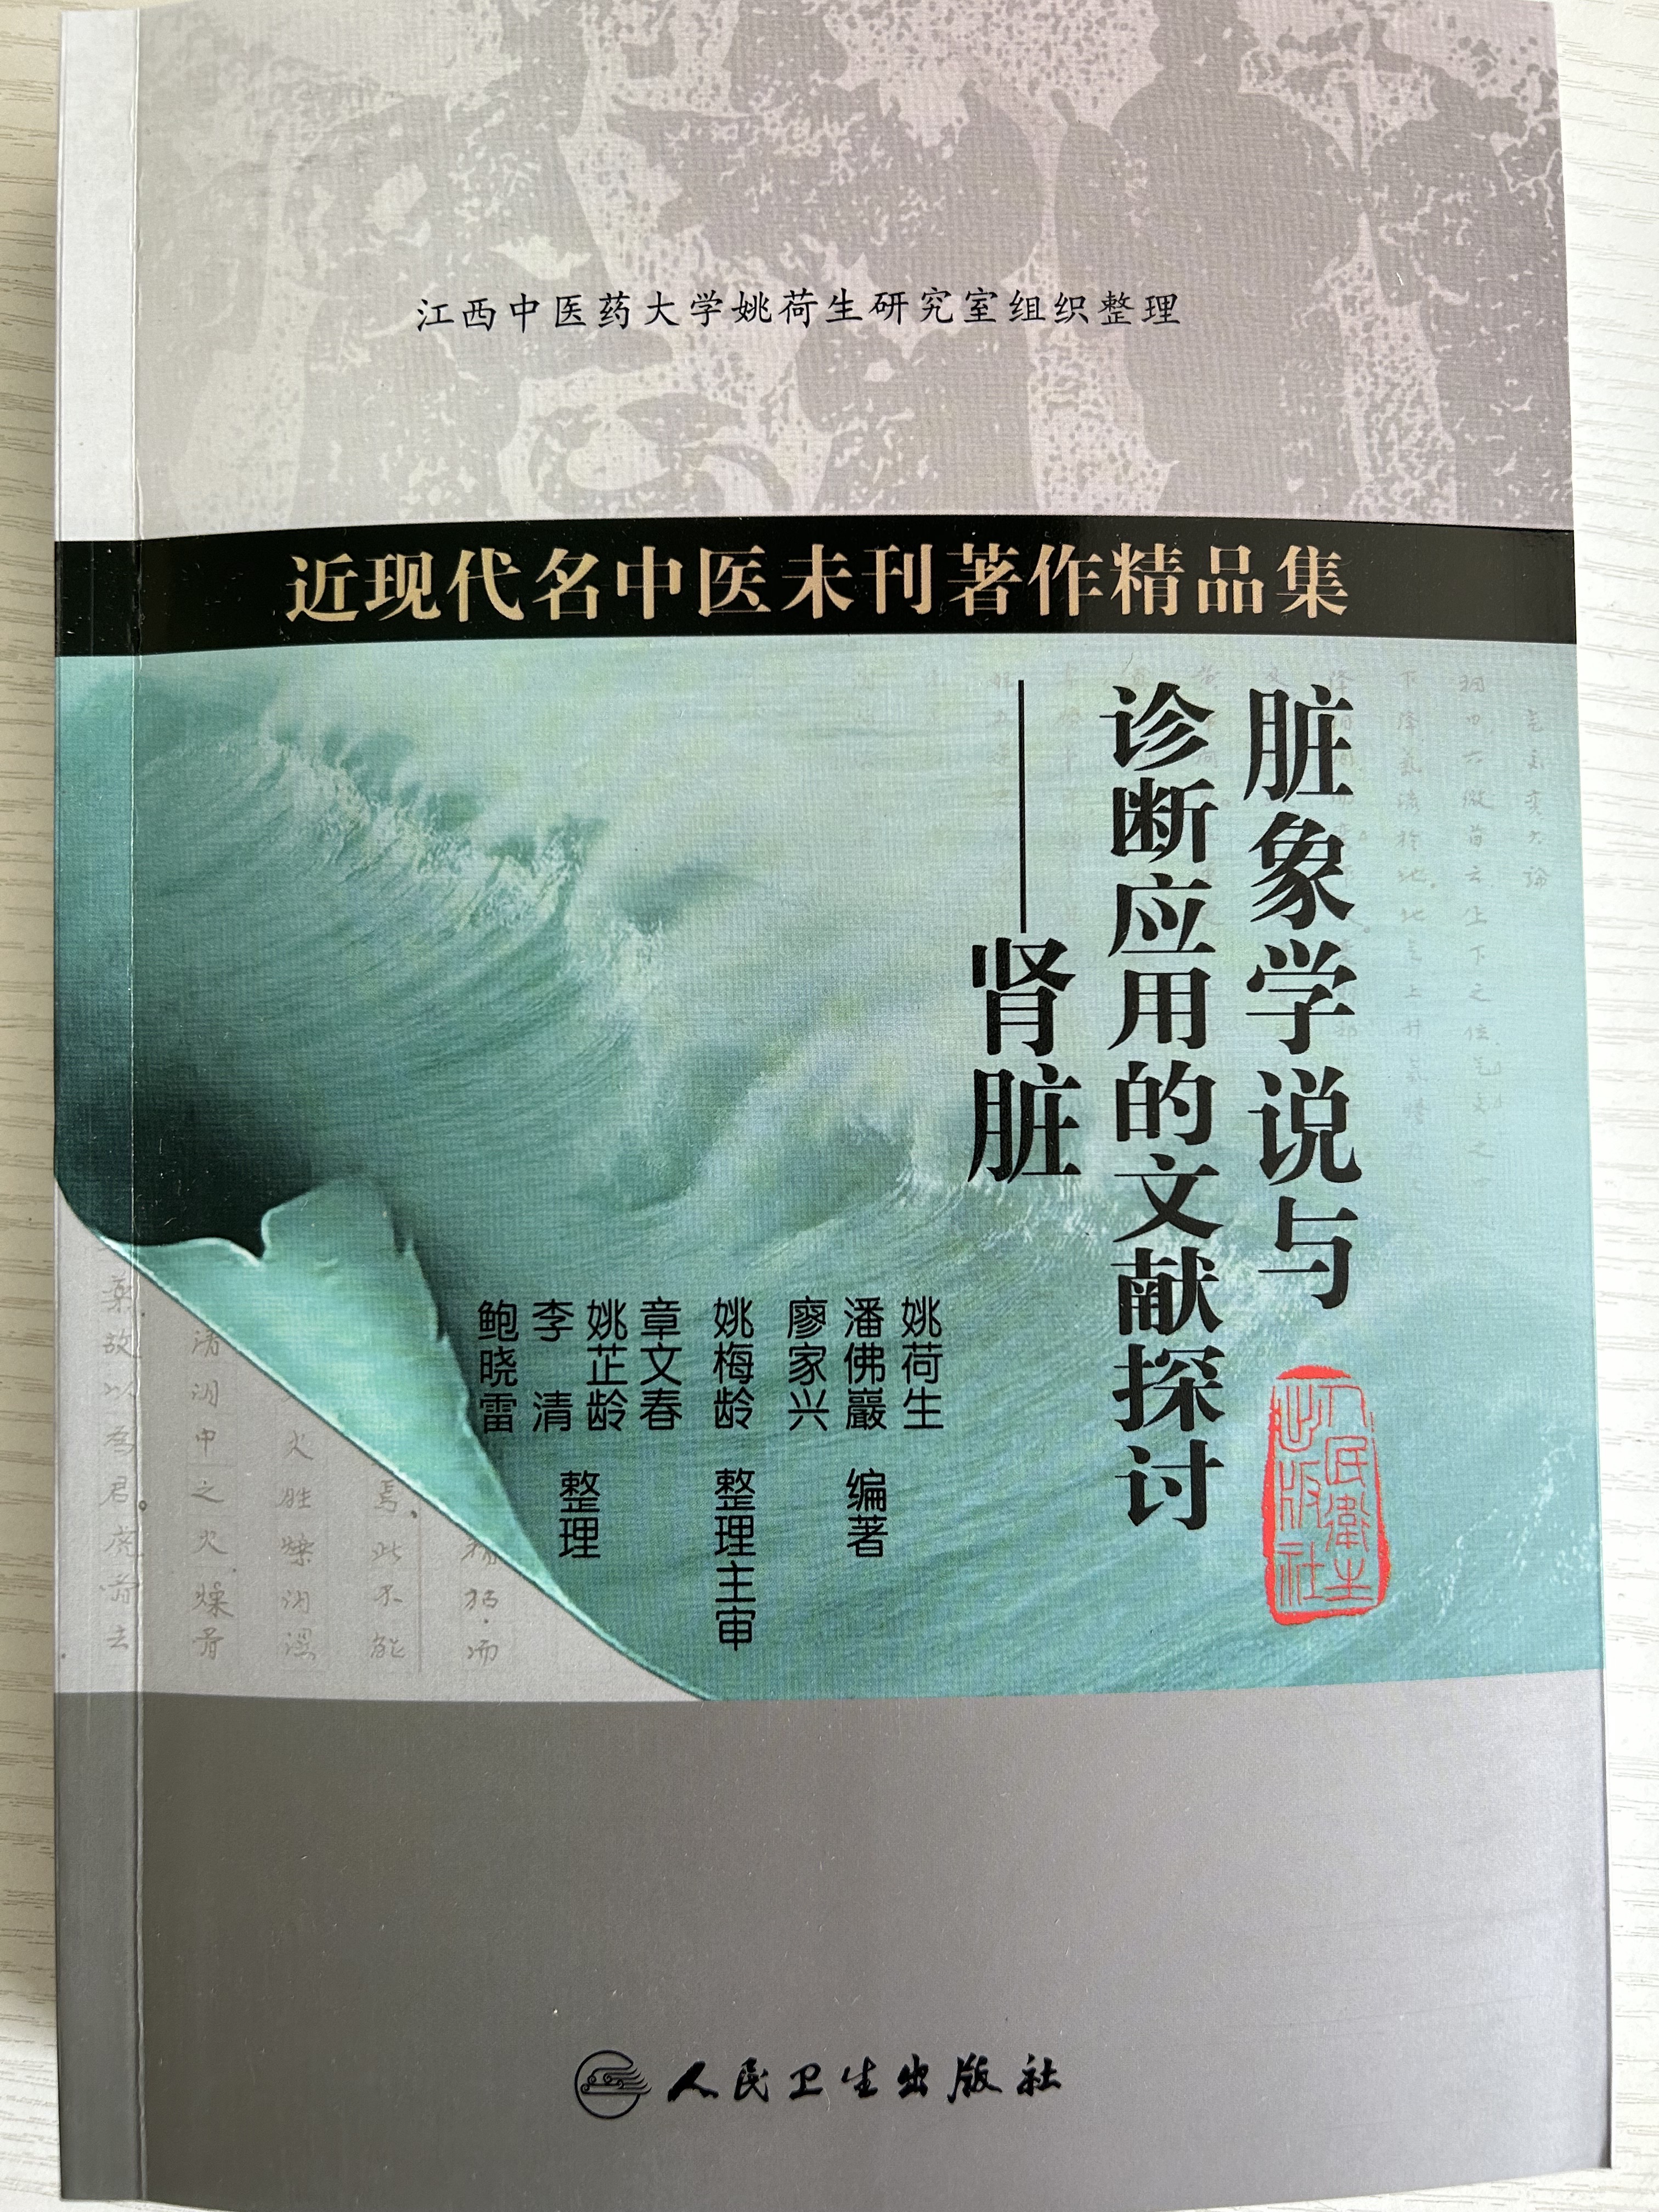 江西中医药大学姚荷生研究室组织整理
近现代名中医未刊著作精品集
脏象学说与
诊断应用的文献探讨
——肾脏
人民卫生
出版社
姚荷生
潘佛巖 编著
廖家兴
姚梅龄 整理主审
章文春
姚芷龄
李清 整理
鲍晓雷
人民卫生出版社